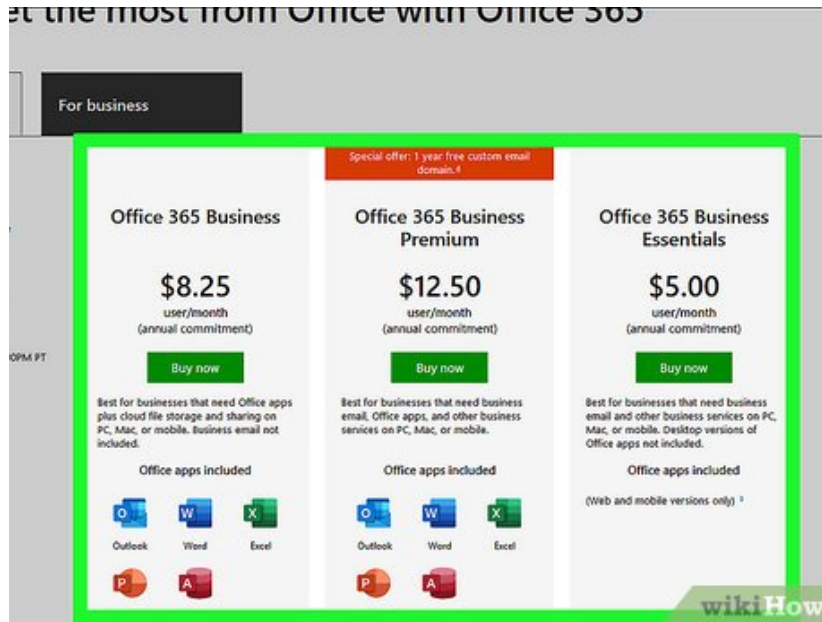 et the most from Office with Office 365
For business
Special offer: 1 year free custom email
domain.⁴
Office 365 Business
$8.25
user/month
(annual commitment)
Buy now
Best for businesses that need Office apps
plus cloud file storage and sharing on
PC, Mac, or mobile. Business email not
included.
Office apps included
Outlook
Word
Excel
Office 365 Business
Premium
$12.50
user/month
(annual commitment)
Buy now
Best for businesses that need business
email, Office apps, and other business
services on PC, Mac, or mobile.
Office apps included
Outlook
Word
Excel
Office 365 Business
Essentials
$5.00
user/month
(annual commitment)
Buy now
Best for businesses that need business
email and other business services on PC,
Mac, or mobile. Desktop versions of
Office apps not included.
Office apps included
(Web and mobile versions only) ³
0PM PT
wikiHow